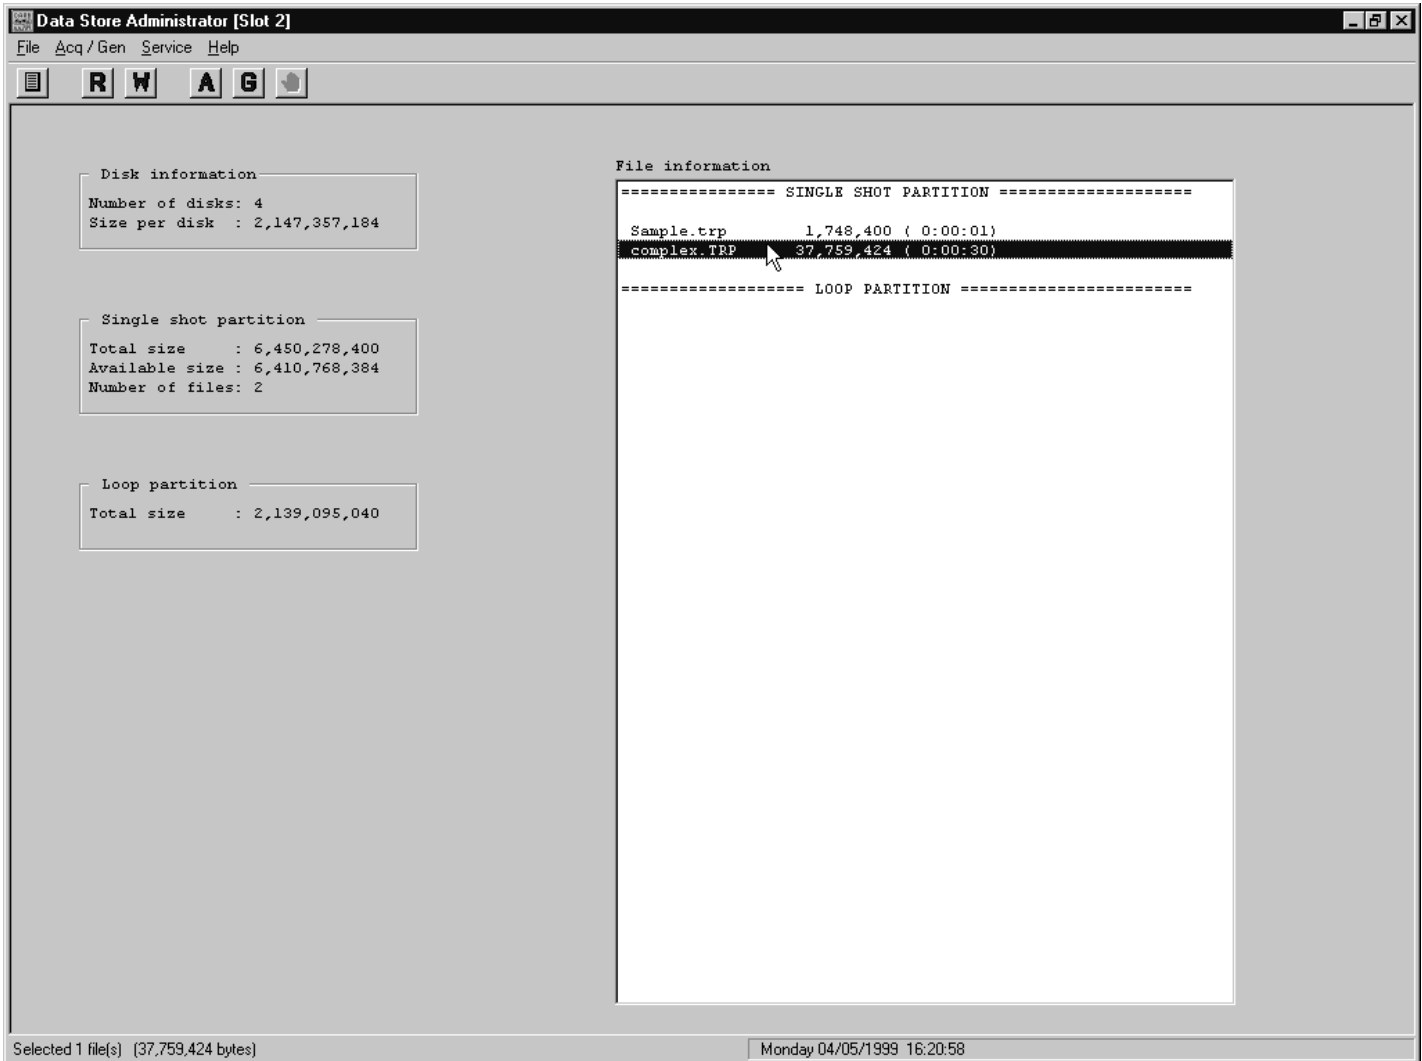 Data Store Administrator [Slot 2]
File Acq / Gen Service Help
R W A G
Disk information
Number of disks: 4
Size per disk : 2,147,357,184
Single shot partition
Total size : 6,450,278,400
Available size : 6,410,768,384
Number of files: 2
Loop partition
Total size : 2,139,095,040
File information
================ SINGLE SHOT PARTITION ====================
Sample.trp 1,748,400 ( 0:00:01)
complex.TRP 37,759,424 ( 0:00:30)
=================== LOOP PARTITION ========================
Selected 1 file(s) (37,759,424 bytes)
Monday 04/05/1999 16:20:58